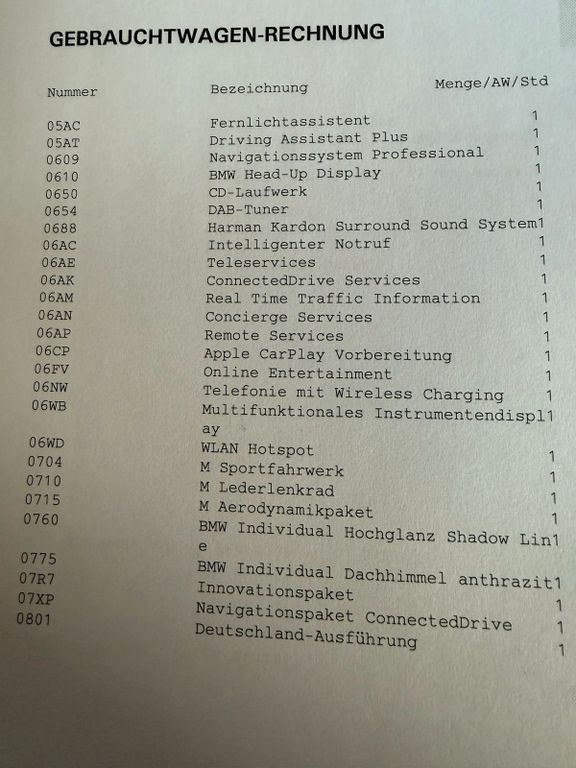 GEBRAUCHTWAGEN-RECHNUNG
Nummer Bezeichnung Menge/AW/Std
05AC Fernlichtassistent 1
05AT Driving Assistant Plus 1
0609 Navigationssystem Professional 1
0610 BMW Head-Up Display 1
0650 CD-Laufwerk 1
0654 DAB-Tuner 1
0688 Harman Kardon Surround Sound System1
06AC Intelligenter Notruf 1
06AE Teleservices 1
06AK ConnectedDrive Services 1
06AM Real Time Traffic Information 1
06AN Concierge Services 1
06AP Remote Services 1
06CP Apple CarPlay Vorbereitung 1
06FV Online Entertainment 1
06NW Telefonie mit Wireless Charging 1
06WB Multifunktionales Instrumentendispl1
ay
06WD WLAN Hotspot 1
0704 M Sportfahrwerk 1
0710 M Lederlenkrad 1
0715 M Aerodynamikpaket 1
0760 BMW Individual Hochglanz Shadow Lin1
e
0775 BMW Individual Dachhimmel anthrazit1
07R7 Innovationspaket 1
07XP Navigationspaket ConnectedDrive 1
0801 Deutschland-Ausführung 1